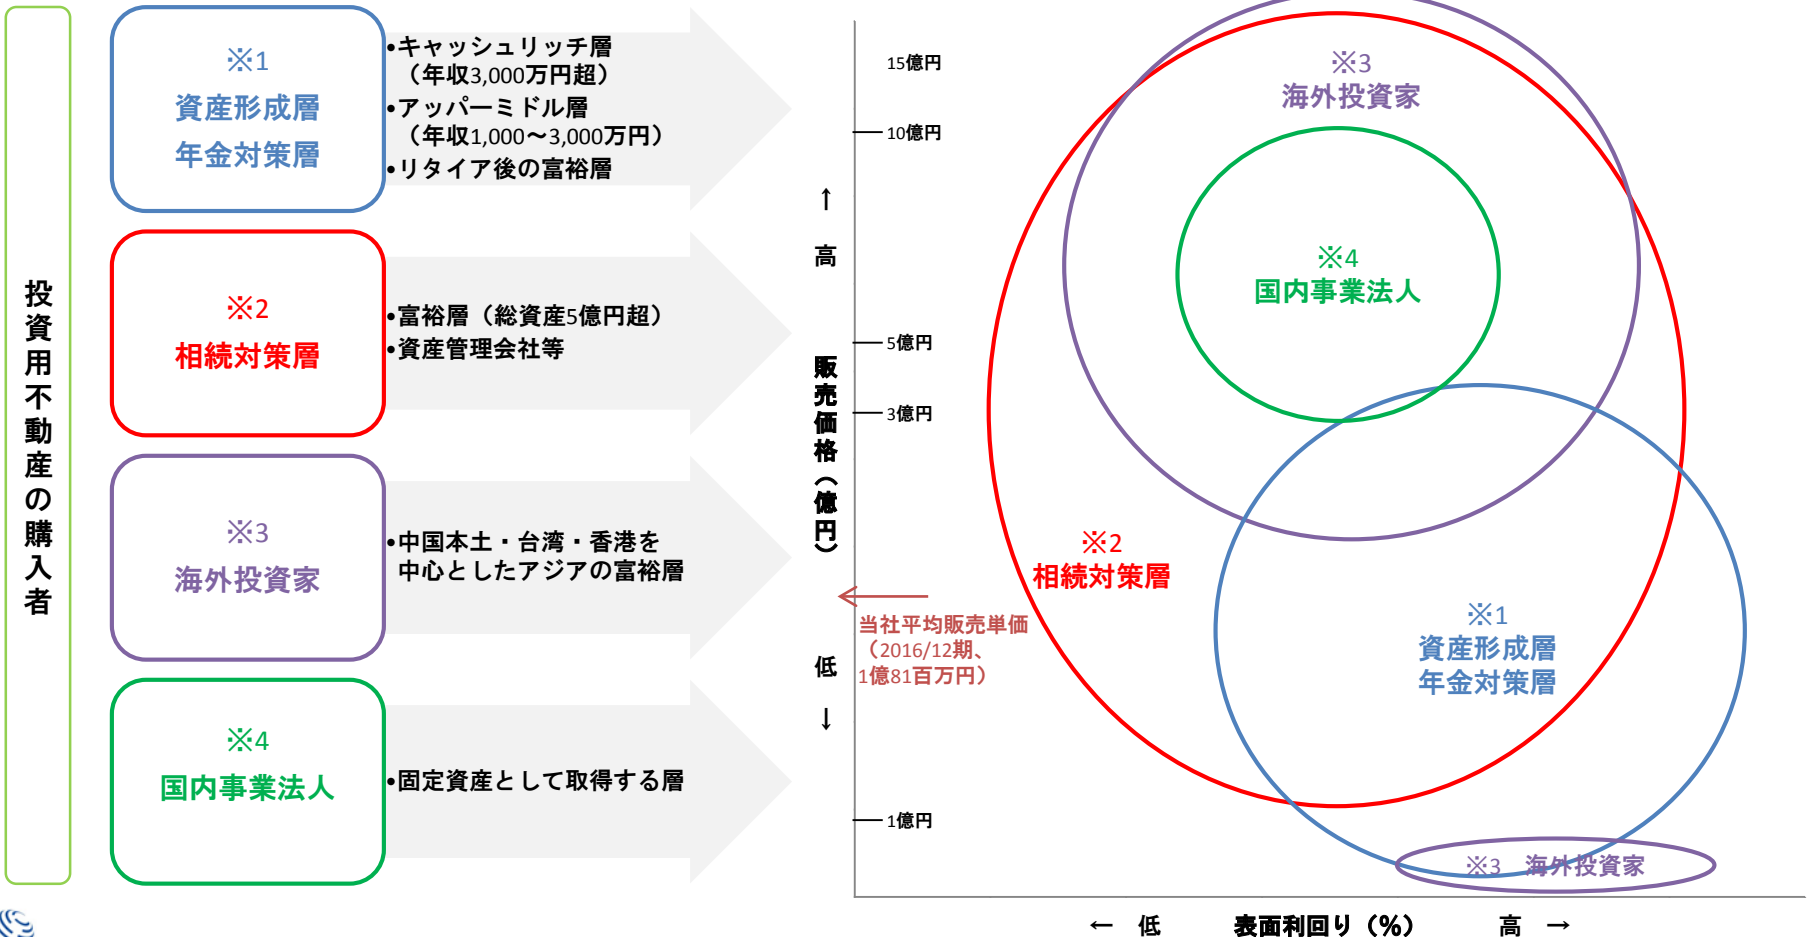 投資用不動産の購入者
※1
資産形成層
年金対策層
•キャッシュリッチ層
（年収3,000万円超）
•アッパーミドル層
（年収1,000～3,000万円）
•リタイア後の富裕層
※2
相続対策層
•富裕層（総資産5億円超）
•資産管理会社等
※3
海外投資家
•中国本土・台湾・香港を
中心としたアジアの富裕層
※4
国内事業法人
•固定資産として取得する層
↑
高
販売価格（億円）
低
↓
15億円
10億円
5億円
3億円
1億円
当社平均販売単価
（2016/12期、
1億81百万円）
※3
海外投資家
※4
国内事業法人
※2
相続対策層
※1
資産形成層
年金対策層
※3 海外投資家
← 低 表面利回り（%） 高 →